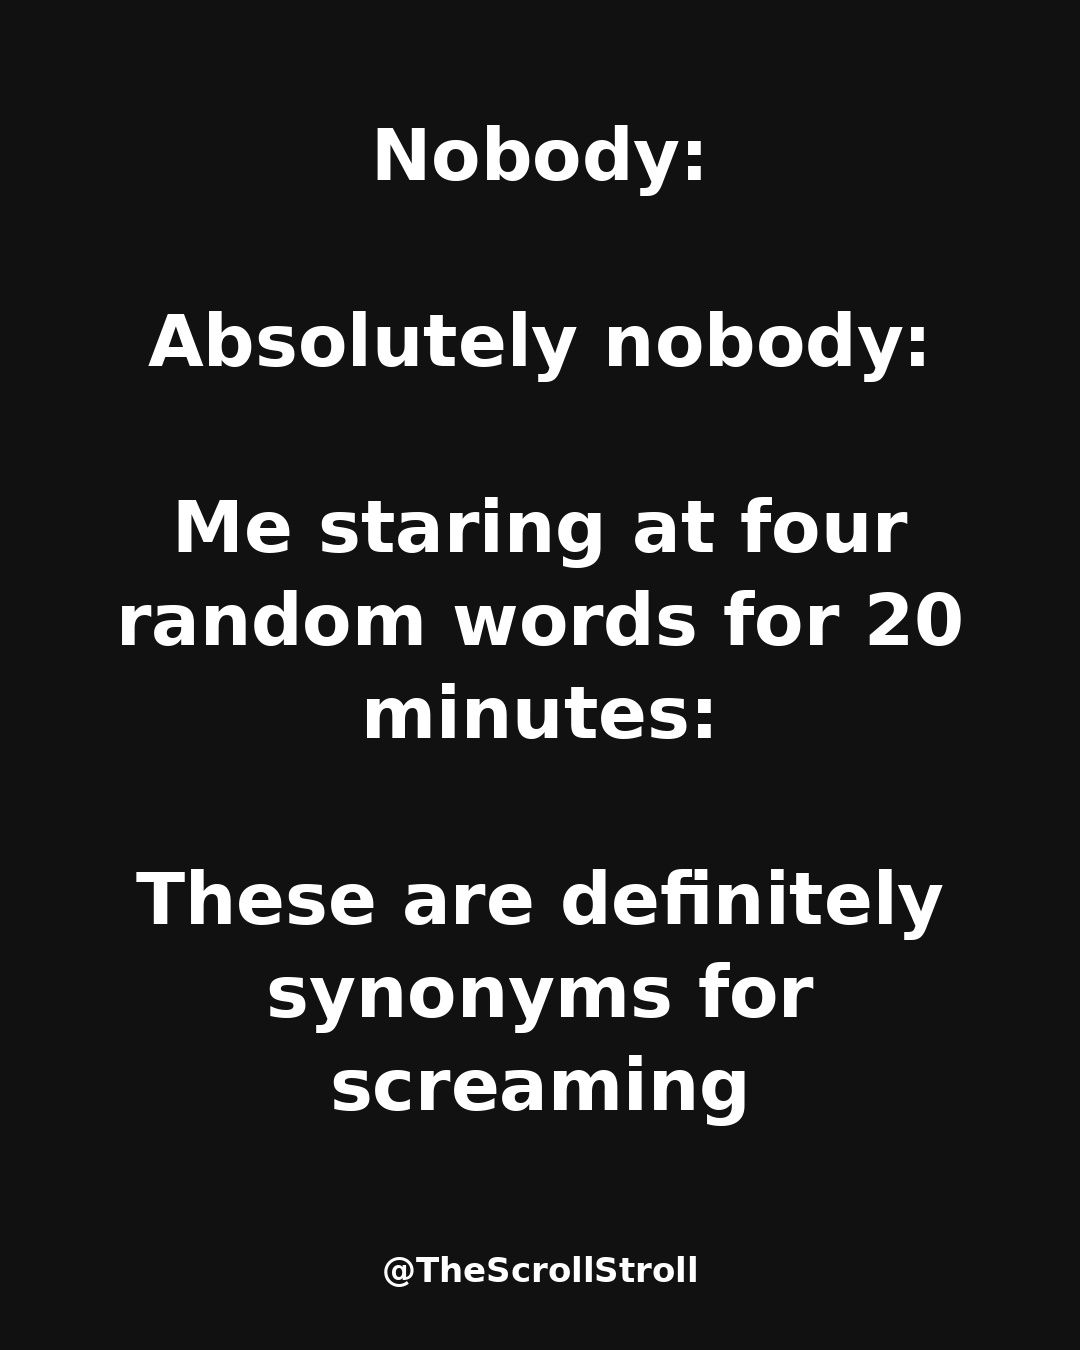 Nobody:
Absolutely nobody:
Me staring at four
random words for 20
minutes:
These are definitely
synonyms for
screaming
@TheScrollStroll